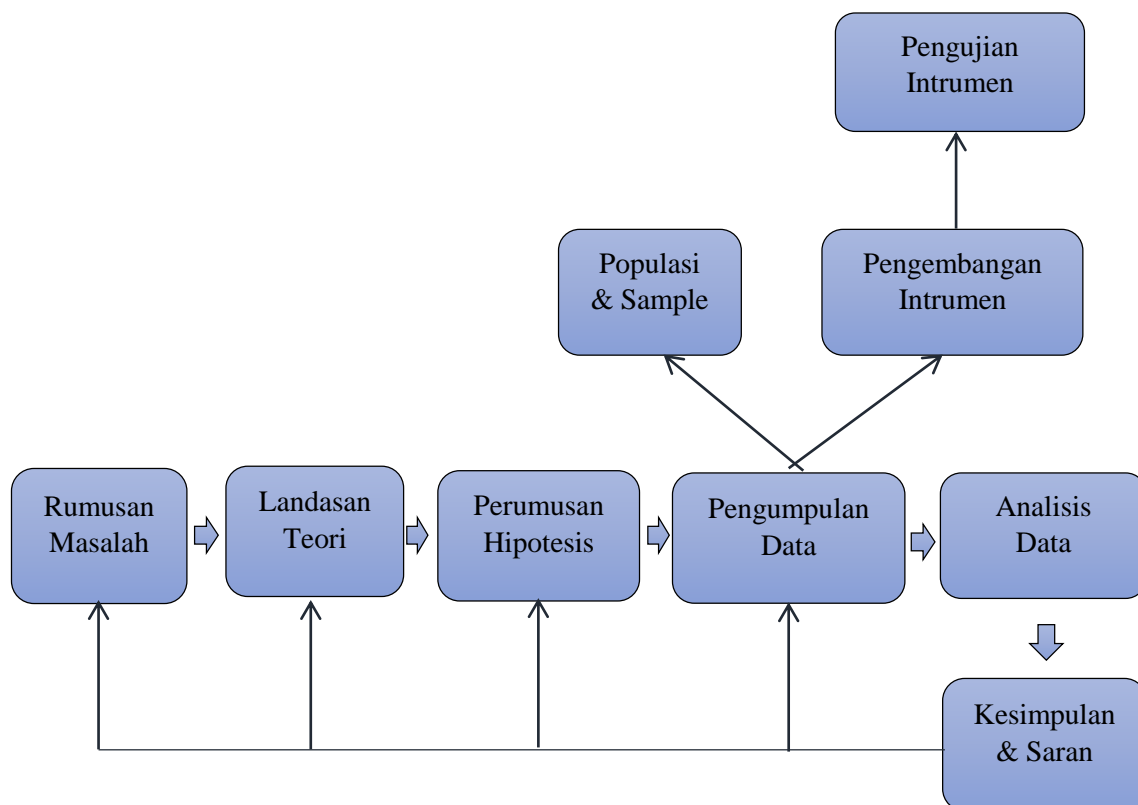 Pengujian
Intrumen
Populasi
& Sample
Pengembangan
Intrumen
Rumusan
Masalah
Landasan
Teori
Perumusan
Hipotesis
Pengumpulan
Data
Analisis
Data
Kesimpulan
& Saran